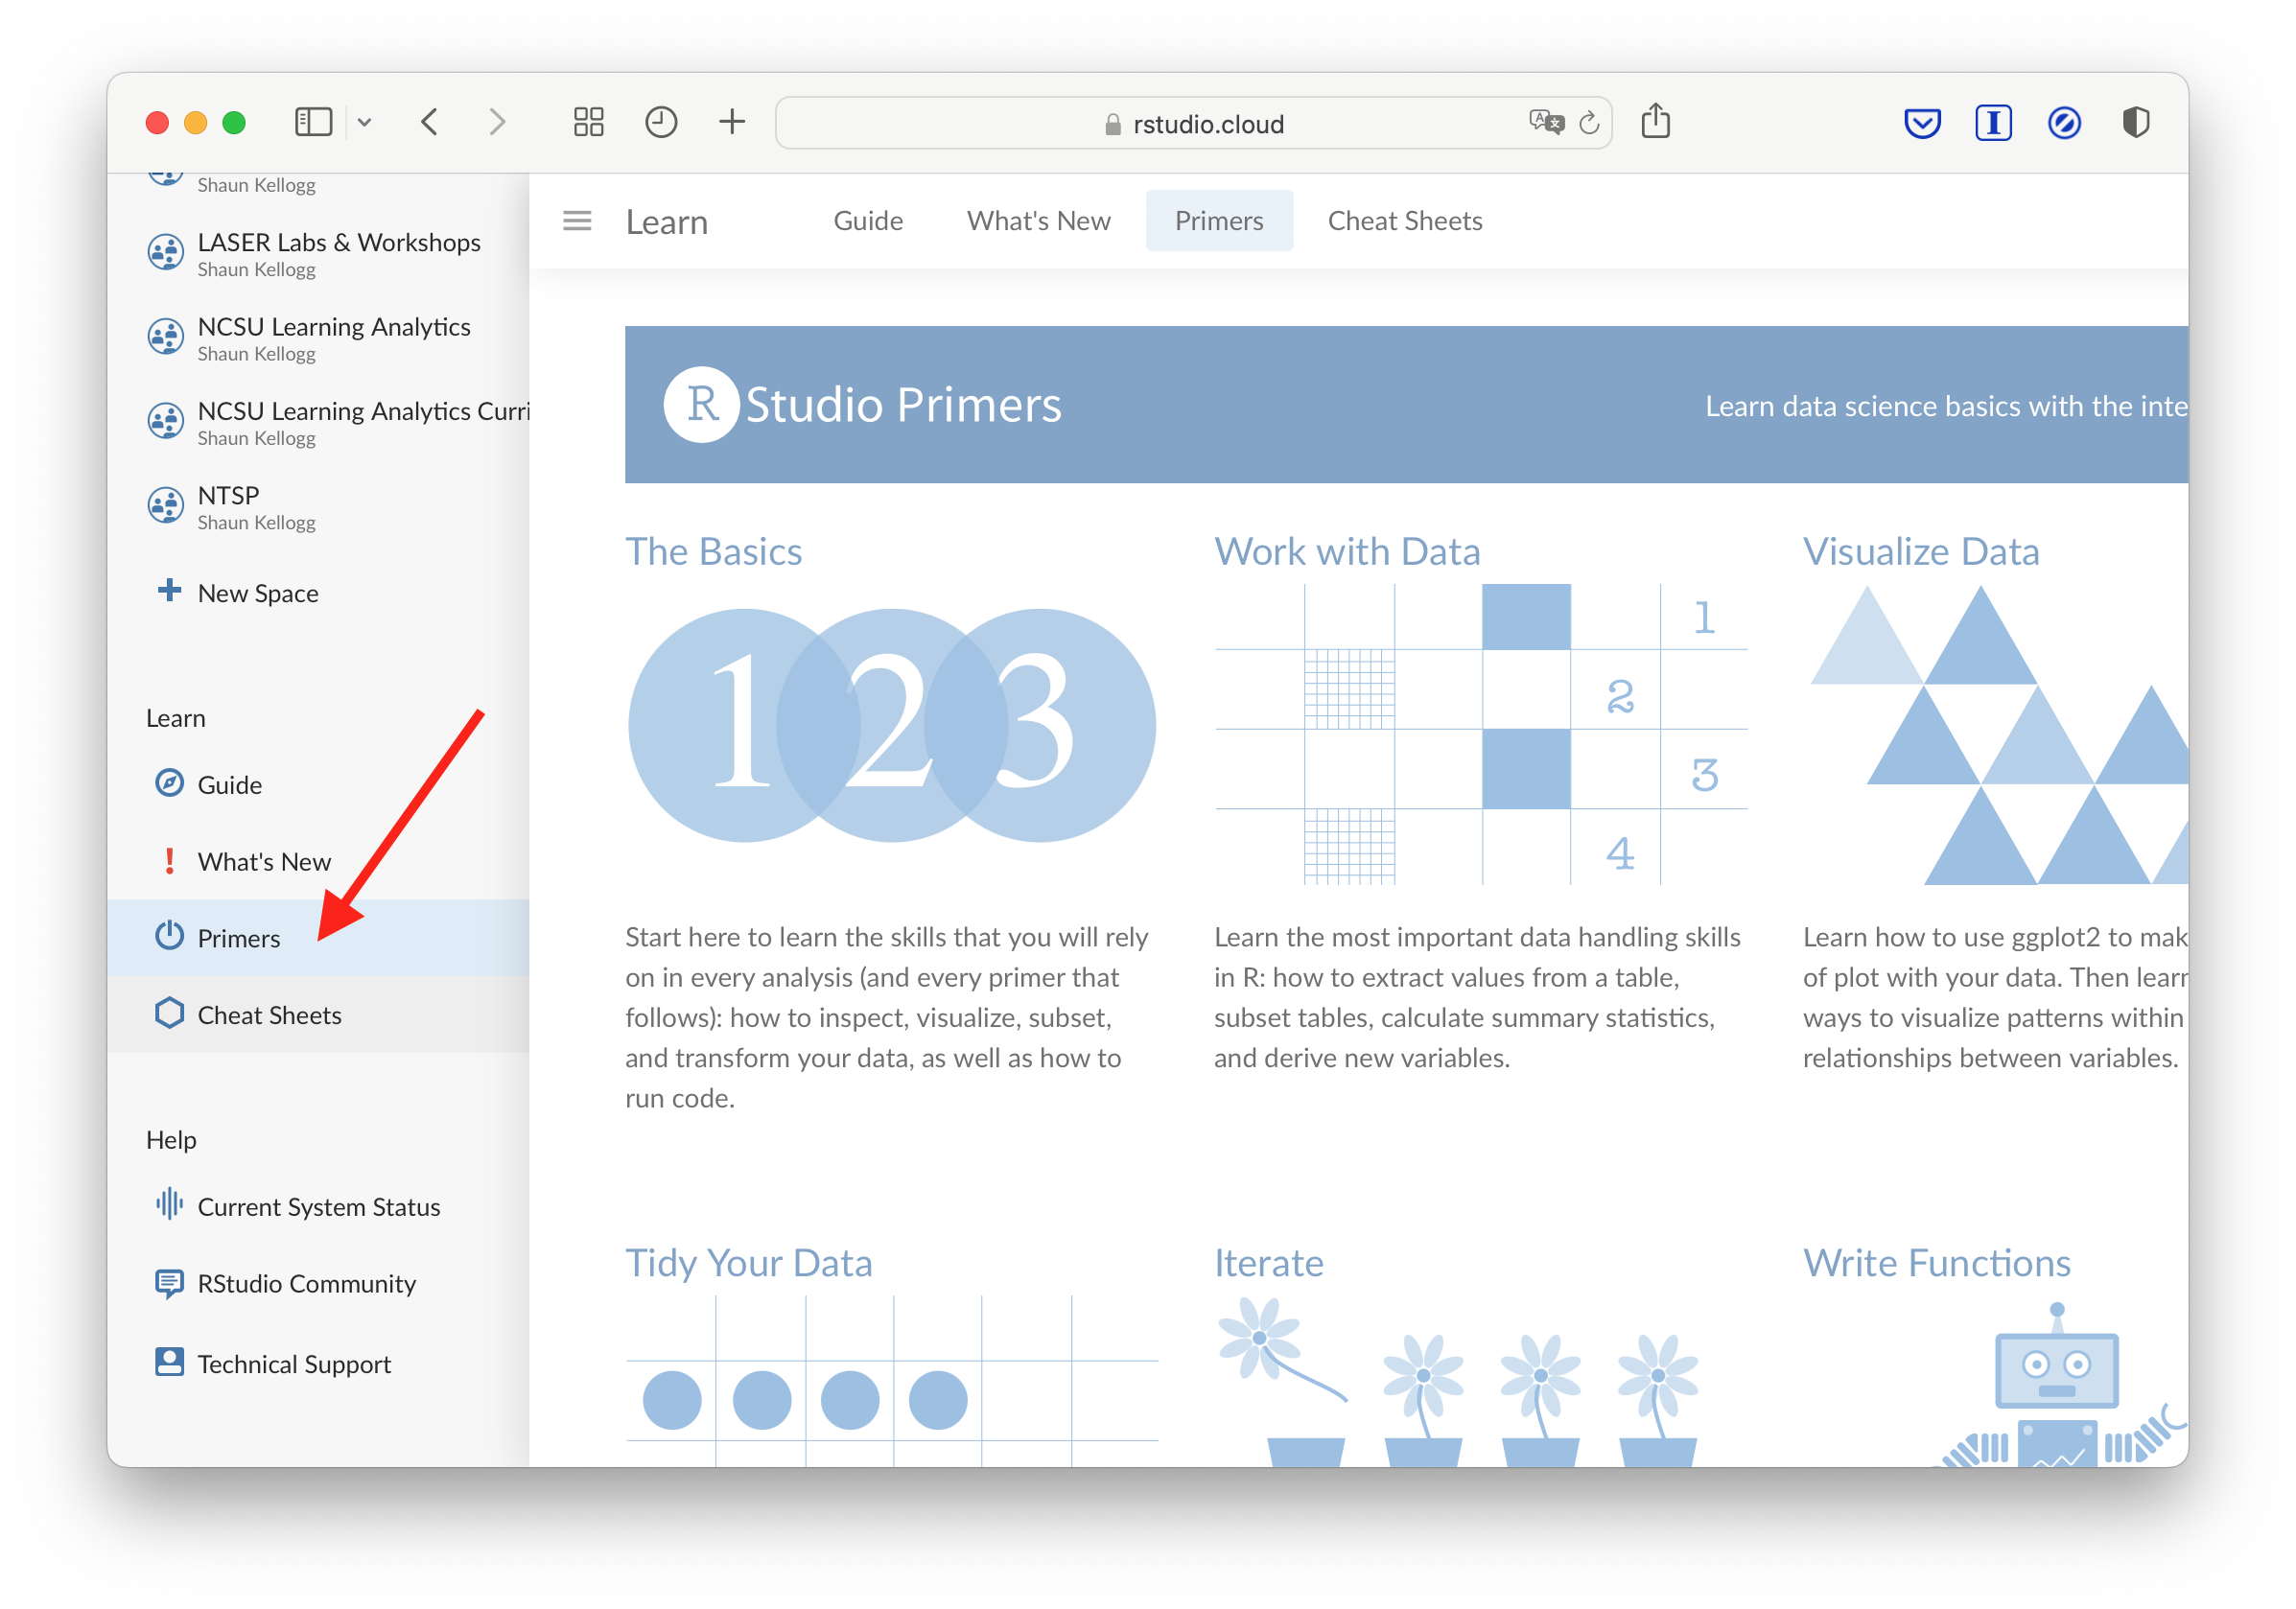 rstudio.cloud
Shaun Kellogg
LASER Labs & Workshops
Shaun Kellogg
NCSU Learning Analytics
Shaun Kellogg
NCSU Learning Analytics Curri
Shaun Kellogg
NTSP
Shaun Kellogg
New Space
Learn
Guide
What's New
Primers
Cheat Sheets
Help
Current System Status
RStudio Community
Technical Support
Learn
Guide
What's New
Primers
Cheat Sheets
R Studio Primers
Learn data science basics with the inte
The Basics
1 2 3
Start here to learn the skills that you will rely
on in every analysis (and every primer that
follows): how to inspect, visualize, subset,
and transform your data, as well as how to
run code.
Work with Data
1
2
3
4
Learn the most important data handling skills
in R: how to extract values from a table,
subset tables, calculate summary statistics,
and derive new variables.
Visualize Data
Learn how to use ggplot2 to mak
of plot with your data. Then learn
ways to visualize patterns within
relationships between variables.
Tidy Your Data
Iterate
Write Functions